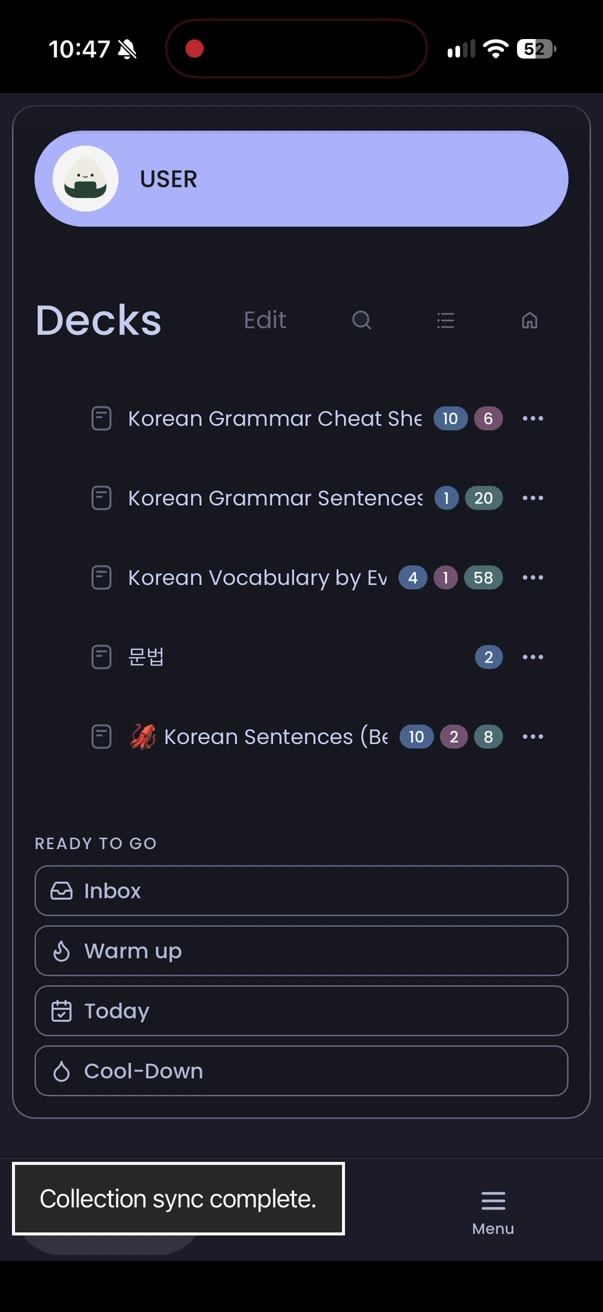 10:47
52
USER
Decks Edit
Korean Grammar Cheat She 10 6
Korean Grammar Sentences 1 20
Korean Vocabulary by Ev 4 1 58
문법 2
🦑 Korean Sentences (Be 10 2 8
READY TO GO
Inbox
Warm up
Today
Cool-Down
Collection sync complete.
Menu